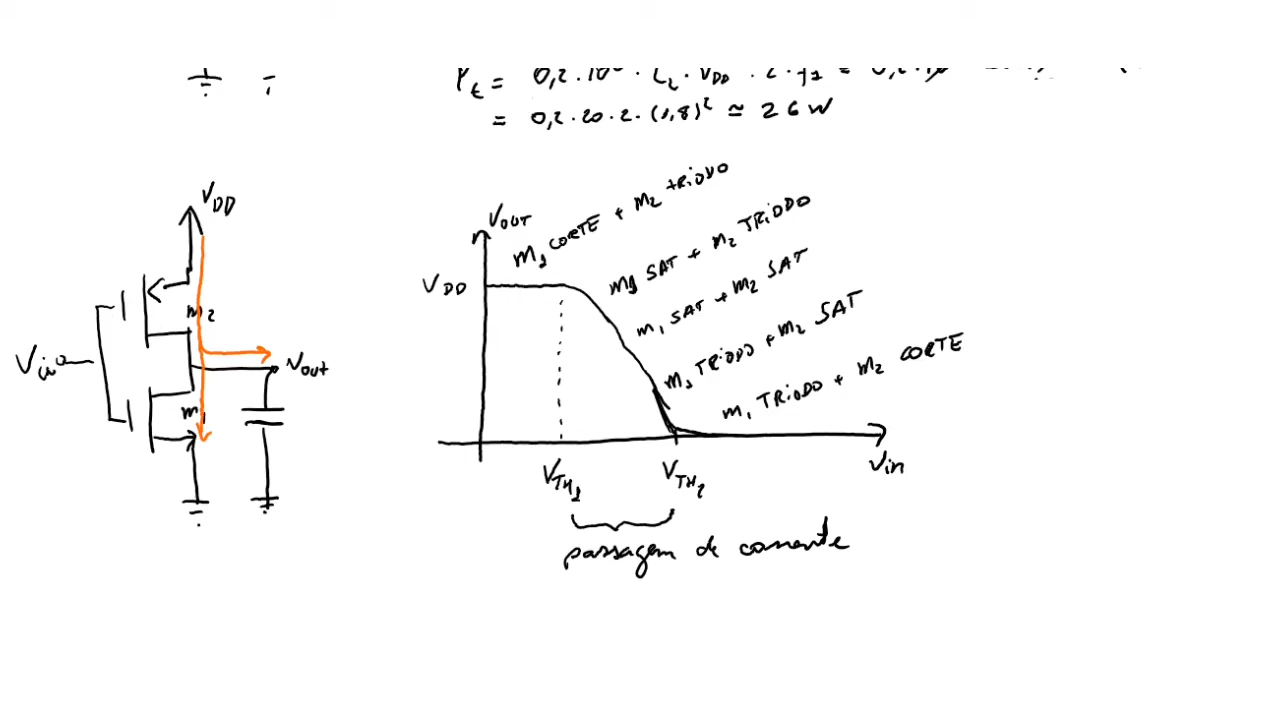 = 0,2 . 20 . 2 . (1,8)² ≃ 26 W
VDD
m2
Vin
Vout
m1
VOUT
VDD
m1 CORTE + m2 TRIODO
m1 SAT + m2 TRIODO
m1 SAT + m2 SAT
m1 TRIODO + m2 SAT
m1 TRIODO + m2 CORTE
VTH1
VTH2
Vin
passagem de corrente